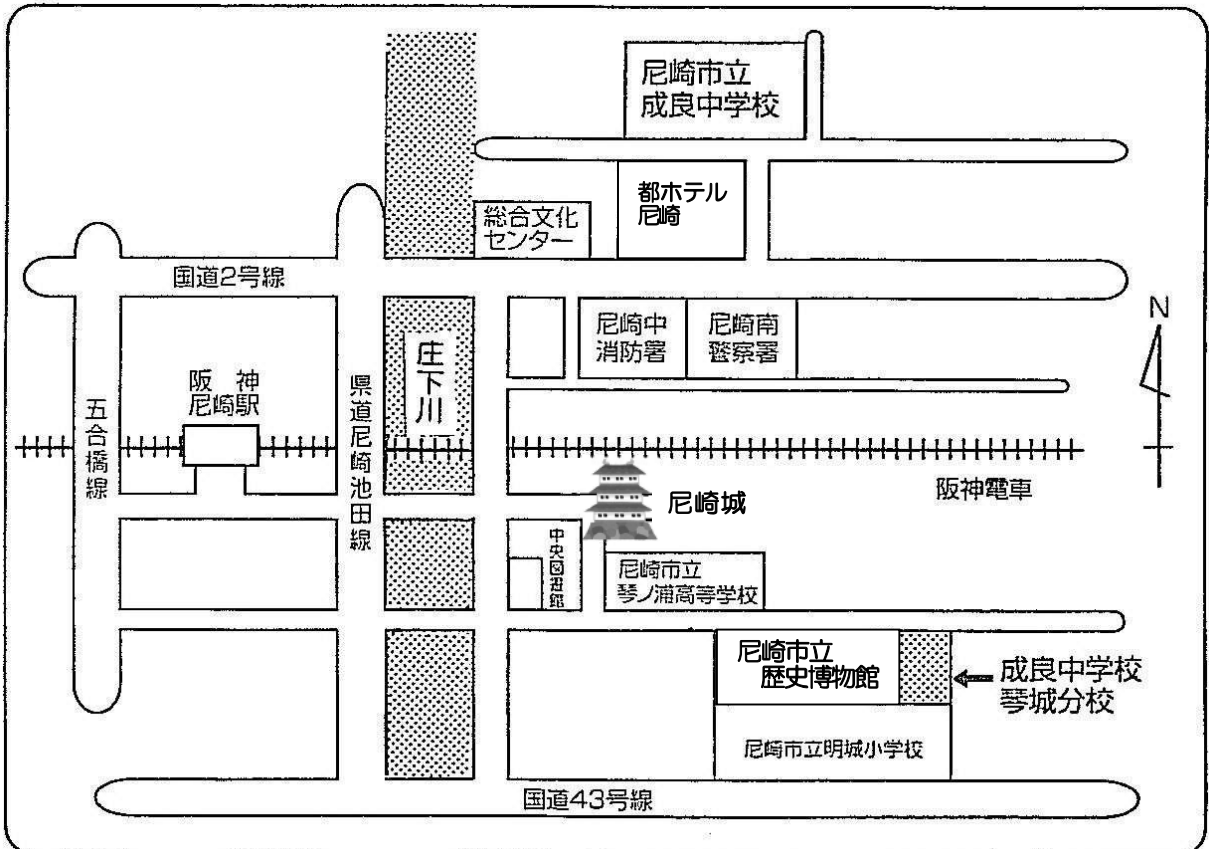 尼崎市立
成良中学校
都ホテル
尼崎
総合文化
センター
国道2号線
N
尼崎中
消防署
尼崎南
警察署
庄下川
阪神
尼崎駅
県道尼崎池田線
五合橋線
阪神電車
尼崎城
中央図書館
尼崎市立
琴ノ浦高等学校
尼崎市立
歴史博物館
成良中学校
琴城分校
尼崎市立明城小学校
国道43号線